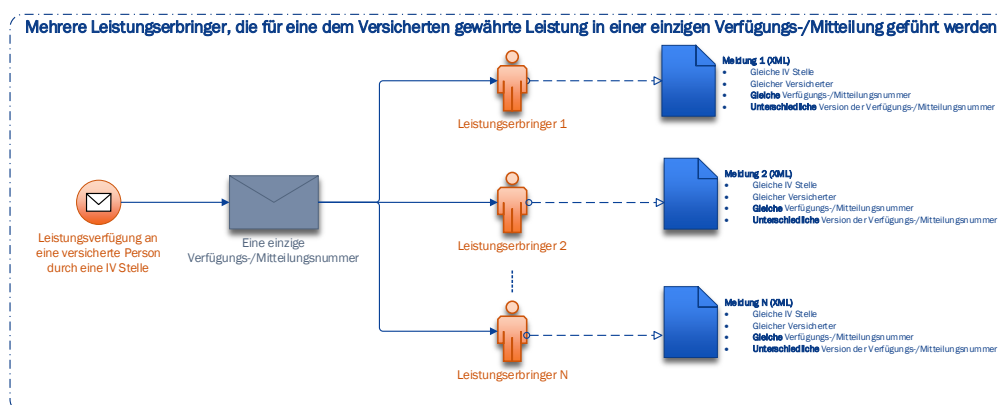 Mehrere Leistungserbringer, die für eine dem Versicherten gewährte Leistung in einer einzigen Verfügungs-/Mitteilung geführt werden
Meldung 1 (XML)
• Gleiche IV Stelle
• Gleicher Versicherter
• Gleiche Verfügungs-/Mitteilungsnummer
• Unterschiedliche Version der Verfügungs-/Mitteilungsnummer
Leistungserbringer 1
Meldung 2 (XML)
• Gleiche IV Stelle
• Gleicher Versicherter
• Gleiche Verfügungs-/Mitteilungsnummer
• Unterschiedliche Version der Verfügungs-/Mitteilungsnummer
Leistungsverfügung an
eine versicherte Person
durch eine IV Stelle
Eine einzige
Verfügungs-/Mitteilungsnummer
Leistungserbringer 2
Meldung N (XML)
• Gleiche IV Stelle
• Gleicher Versicherter
• Gleiche Verfügungs-/Mitteilungsnummer
• Unterschiedliche Version der Verfügungs-/Mitteilungsnummer
Leistungserbringer N